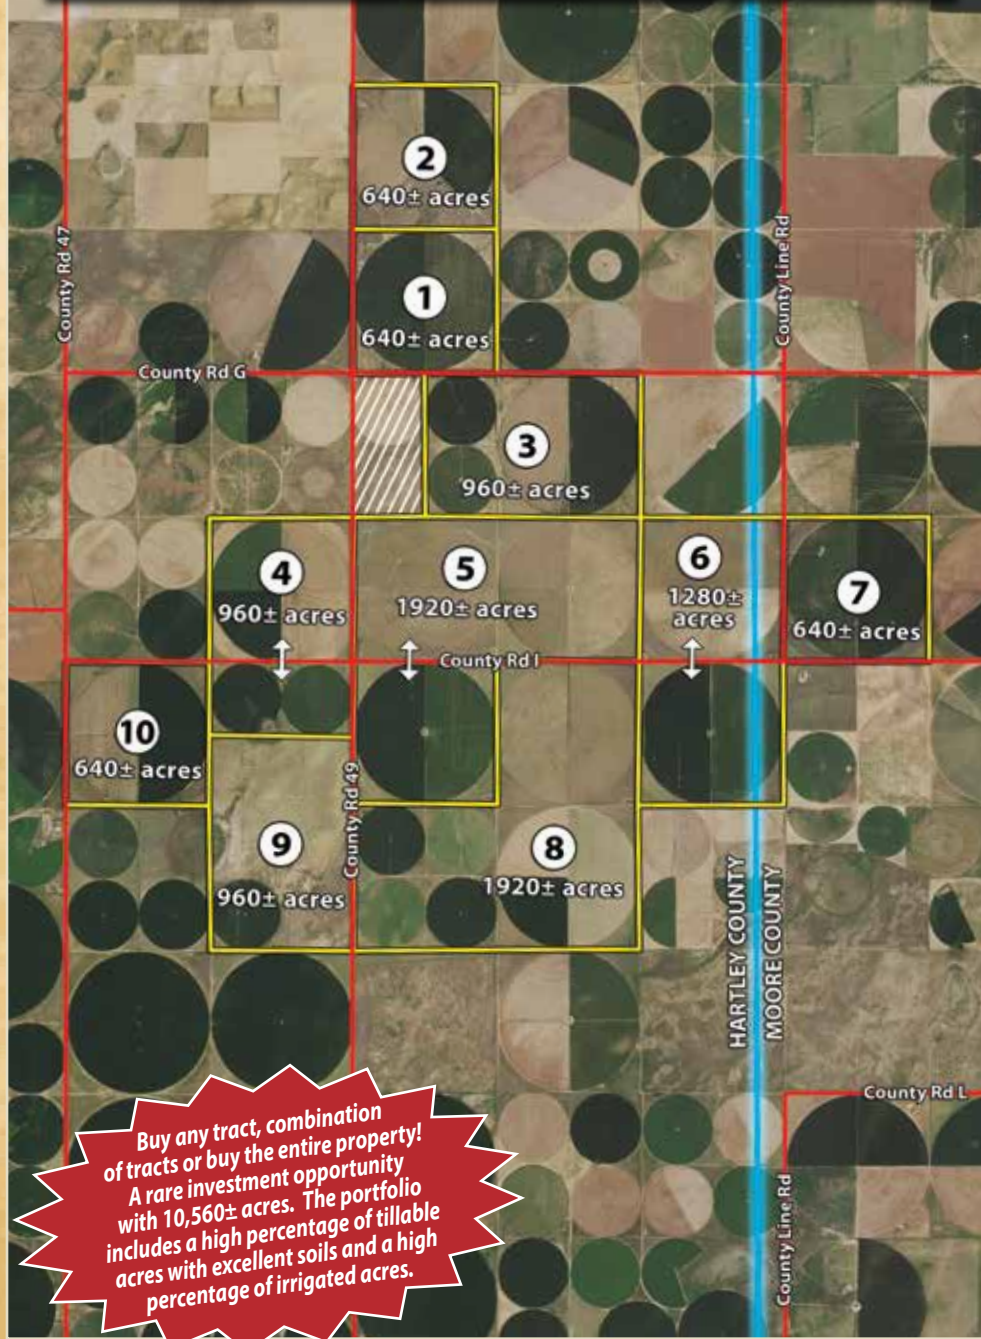 2
640± acres
County Rd 47
County Line Rd
1
640± acres
County Rd G
3
960± acres
4
960± acres
5
1920± acres
6
1280±
acres
7
640± acres
County Rd I
10
640± acres
County Rd 49
9
960± acres
8
1920± acres
HARTLEY COUNTY
MOORE COUNTY
County Rd L
County Line Rd
Buy any tract, combination
of tracts or buy the entire property!
A rare investment opportunity
with 10,560± acres. The portfolio
includes a high percentage of tillable
acres with excellent soils and a high
percentage of irrigated acres.